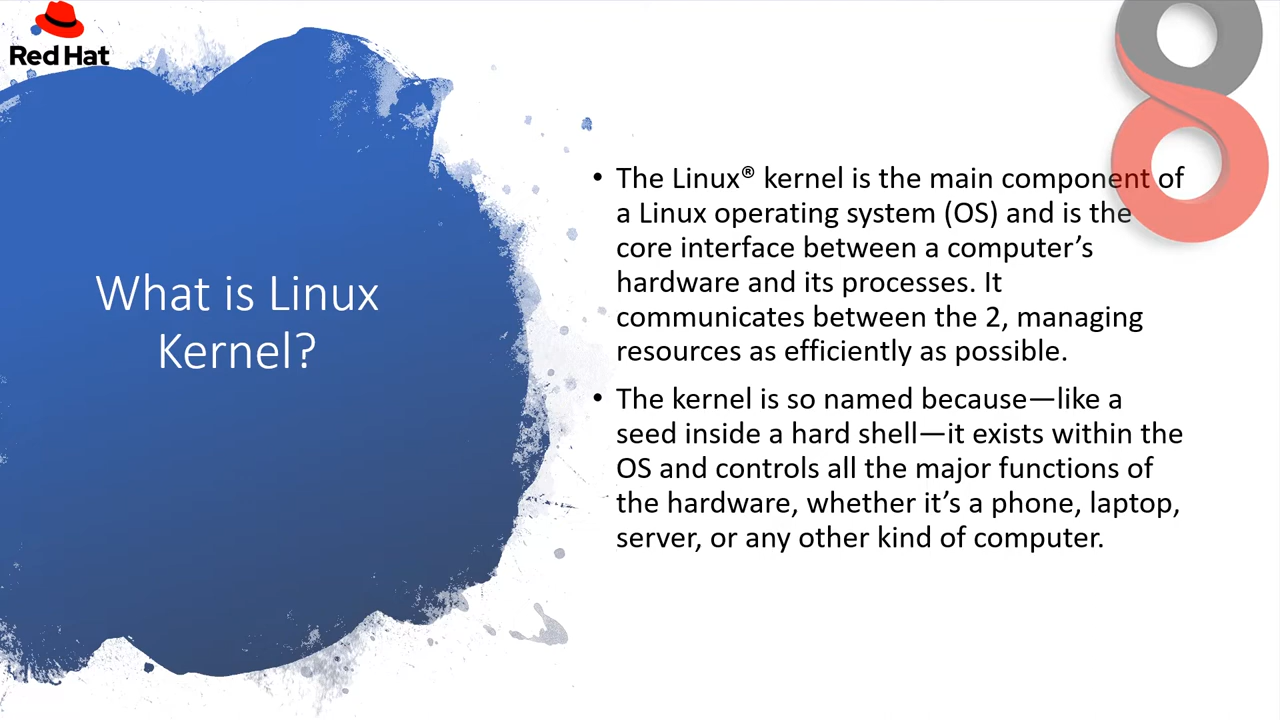 Red Hat
What is Linux
Kernel?
• The Linux® kernel is the main component of
a Linux operating system (OS) and is the
core interface between a computer’s
hardware and its processes. It
communicates between the 2, managing
resources as efficiently as possible.
• The kernel is so named because—like a
seed inside a hard shell—it exists within the
OS and controls all the major functions of
the hardware, whether it’s a phone, laptop,
server, or any other kind of computer.
8